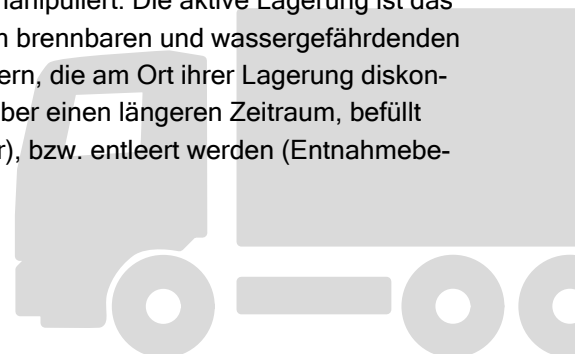 manipuliert. Die aktive Lagerung ist das
n brennbaren und wassergefährdenden
ern, die am Ort ihrer Lagerung diskon-
ber einen längeren Zeitraum, befüllt
r), bzw. entleert werden (Entnahmebe-